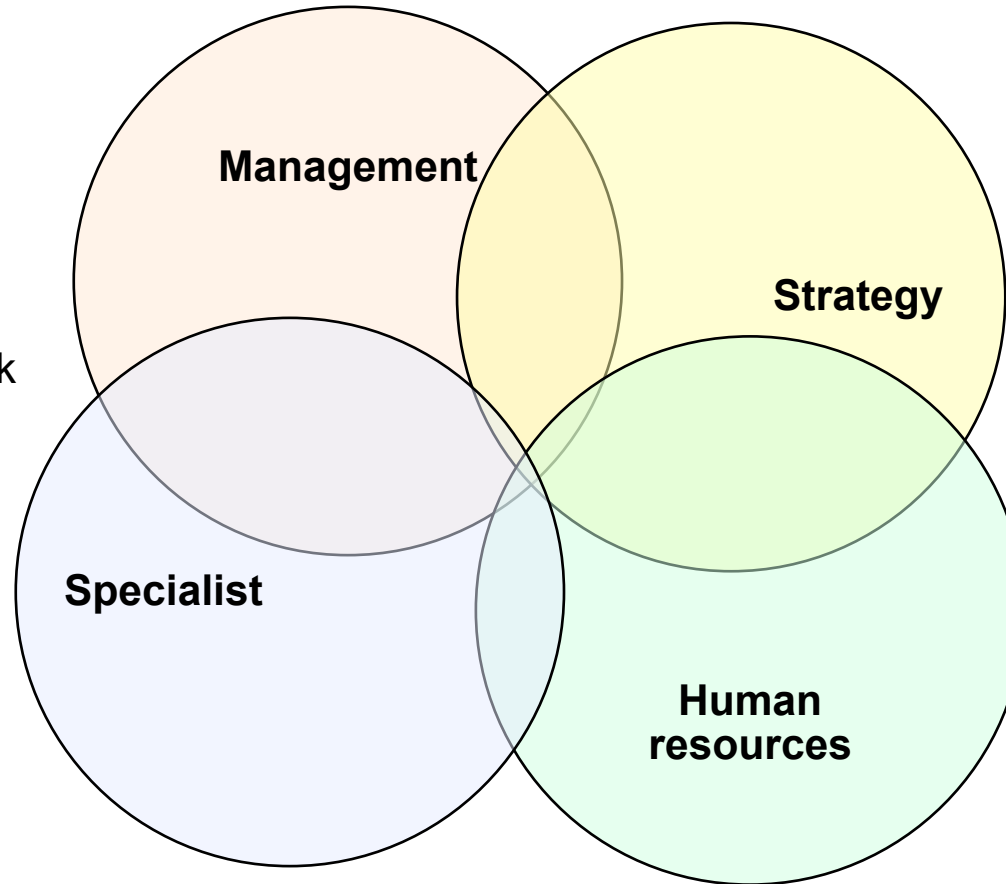 Management
Strategy
k
Specialist
Human
resources